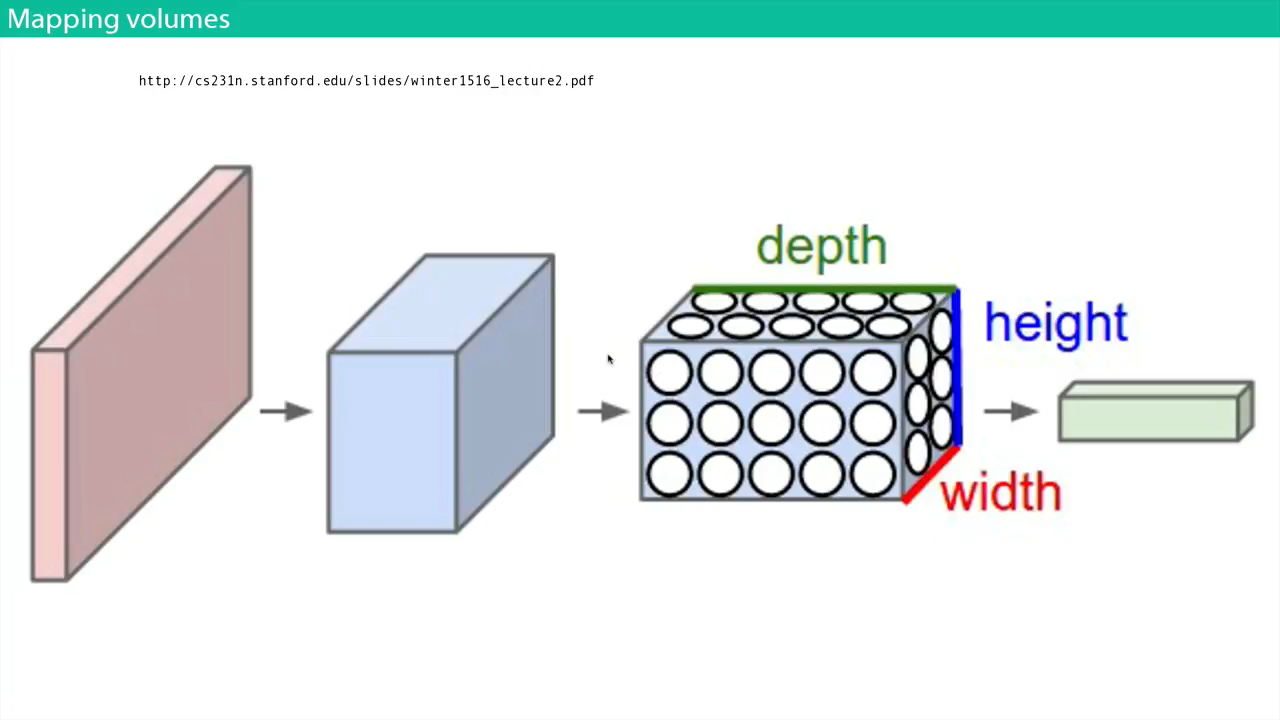 Mapping volumes
http://cs231n.stanford.edu/slides/winter1516_lecture2.pdf
depth
height
width